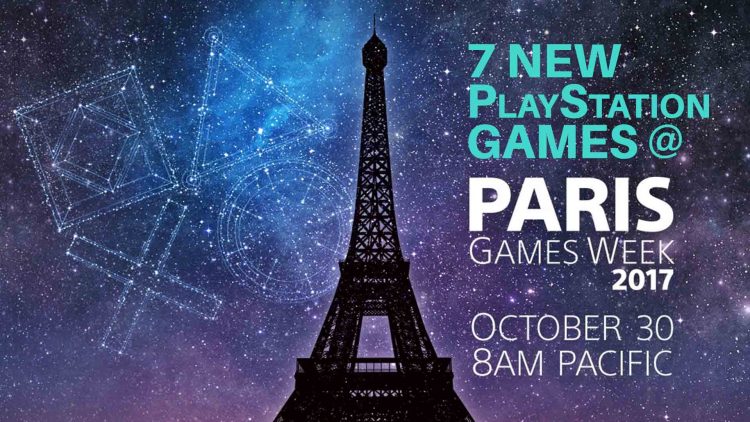 7 NEW
PLAYSTATION
GAMES @
PARIS
GAMES WEEK
2017
OCTOBER 30
8AM PACIFIC